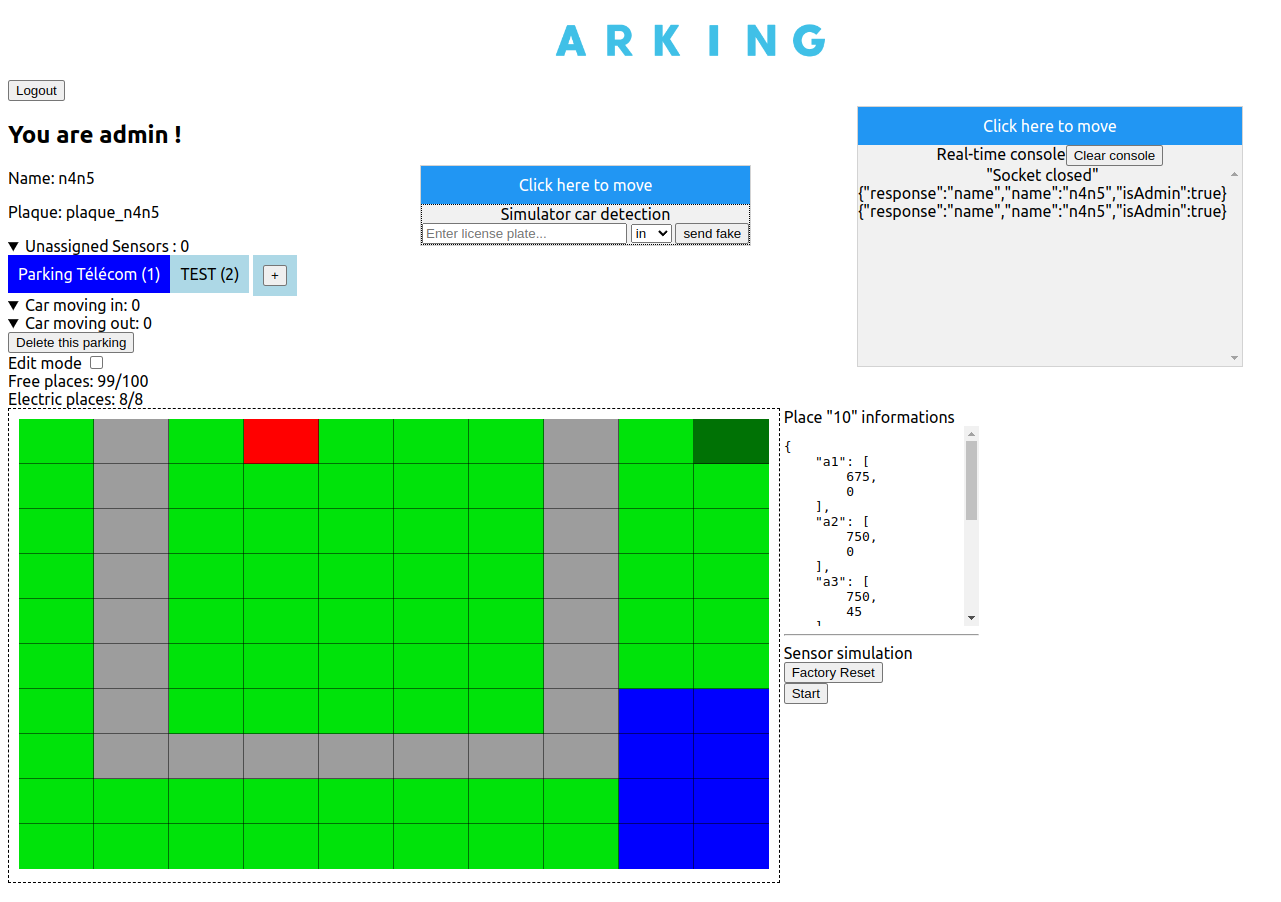 ARKING
Logout
You are admin !
Name: n4n5
Plaque: plaque_n4n5
▼ Unassigned Sensors : 0
Parking Télécom (1) TEST (2) +
▼ Car moving in: 0
▼ Car moving out: 0
Delete this parking
Edit mode
Free places: 99/100
Electric places: 8/8
Click here to move
Simulator car detection
Enter license plate... in send fake
Click here to move
Real-time console Clear console
"Socket closed"
{"response":"name","name":"n4n5","isAdmin":true}
{"response":"name","name":"n4n5","isAdmin":true}
Place "10" informations
{
    "a1": [
        675,
        0
    ],
    "a2": [
        750,
        0
    ],
    "a3": [
        750,
        45
    ]
Sensor simulation
Factory Reset
Start